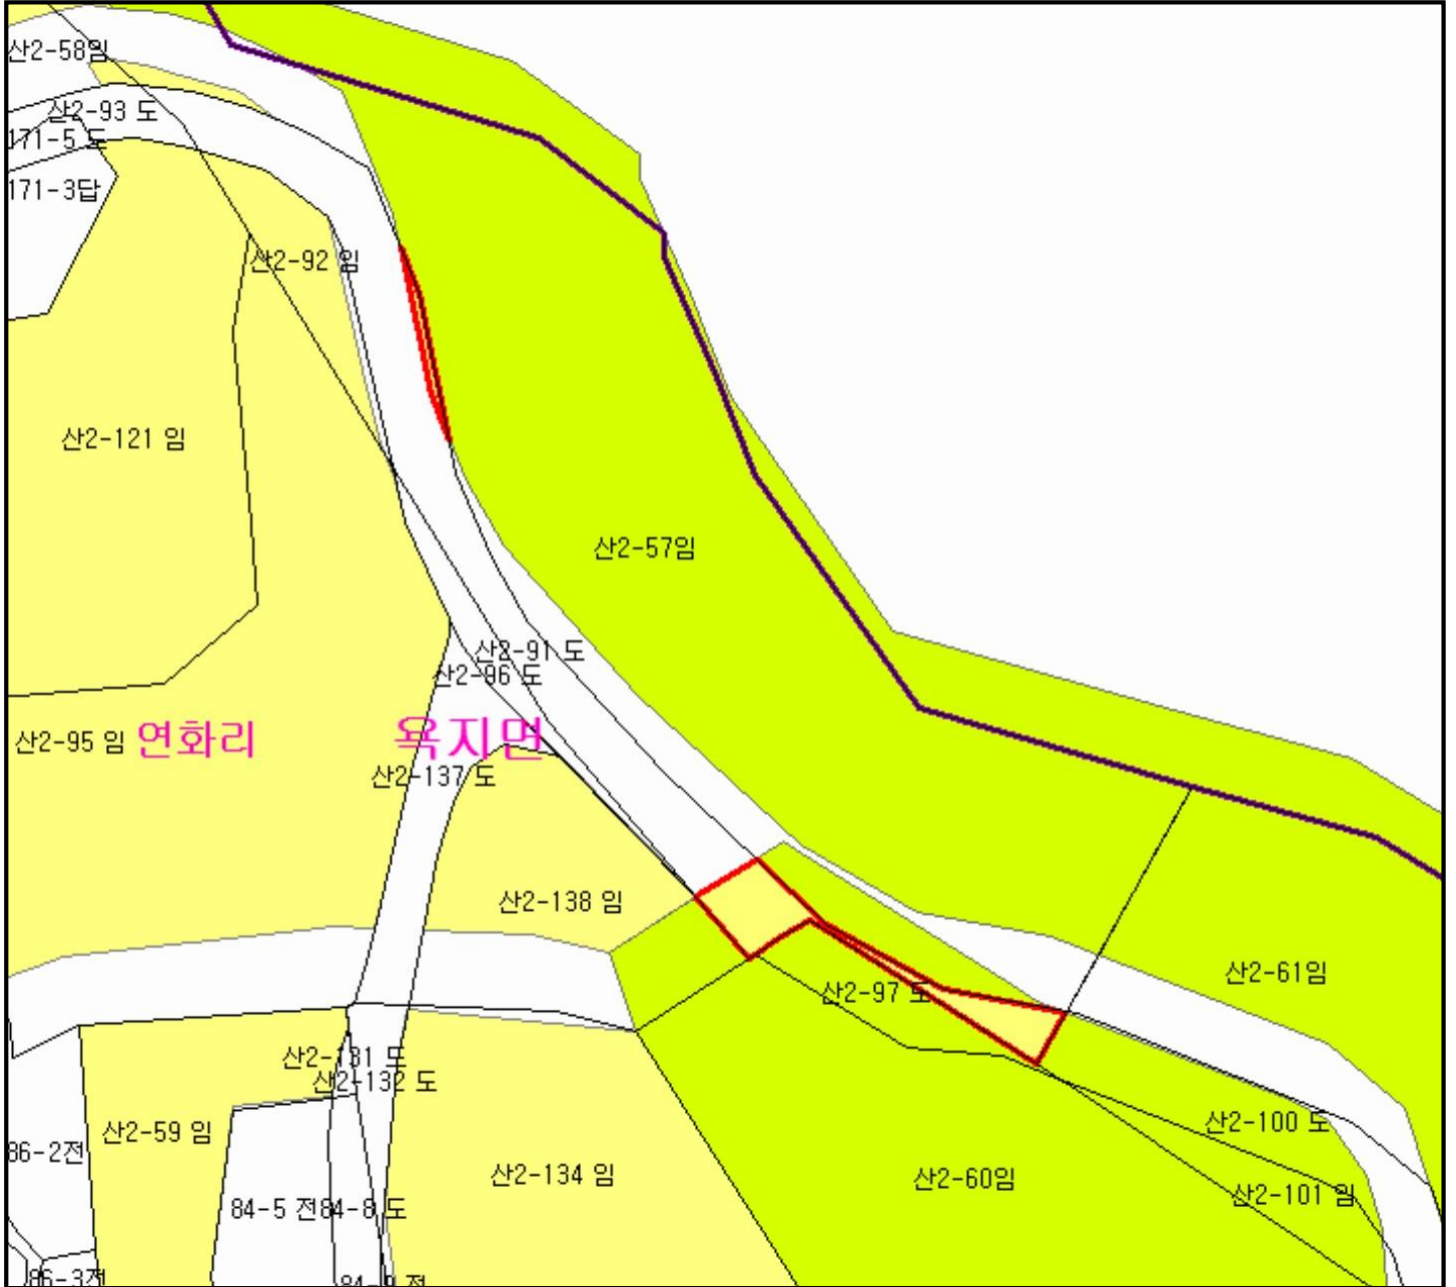 산2-58임
산2-93 도
171-5 도
171-3답
산2-92 임
산2-121 임
산2-57임
산2-91 도
산2-96 도
산2-95 임
연화리
욕지면
산2-137 도
산2-138 임
산2-61임
산2-97 도
산2-131 도
산2-132 도
산2-100 도
산2-59 임
86-2전
산2-134 임
산2-60임
산2-101 임
84-5 전
84-8 도
86-3전